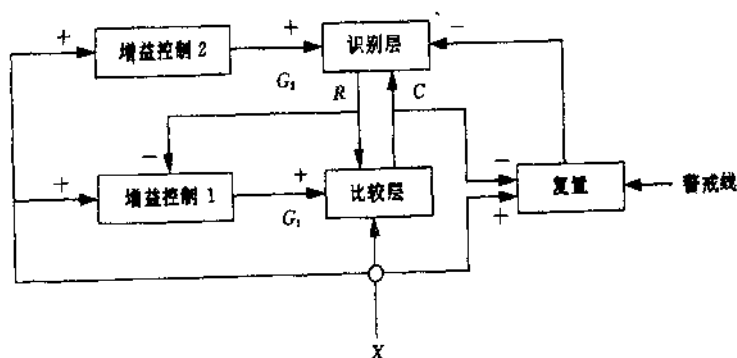 + 增益控制 2 + 识别层 −
G₁ R C
−
+ 增益控制 1 + 比较层 − 复量 警戒线
G₁ +
X